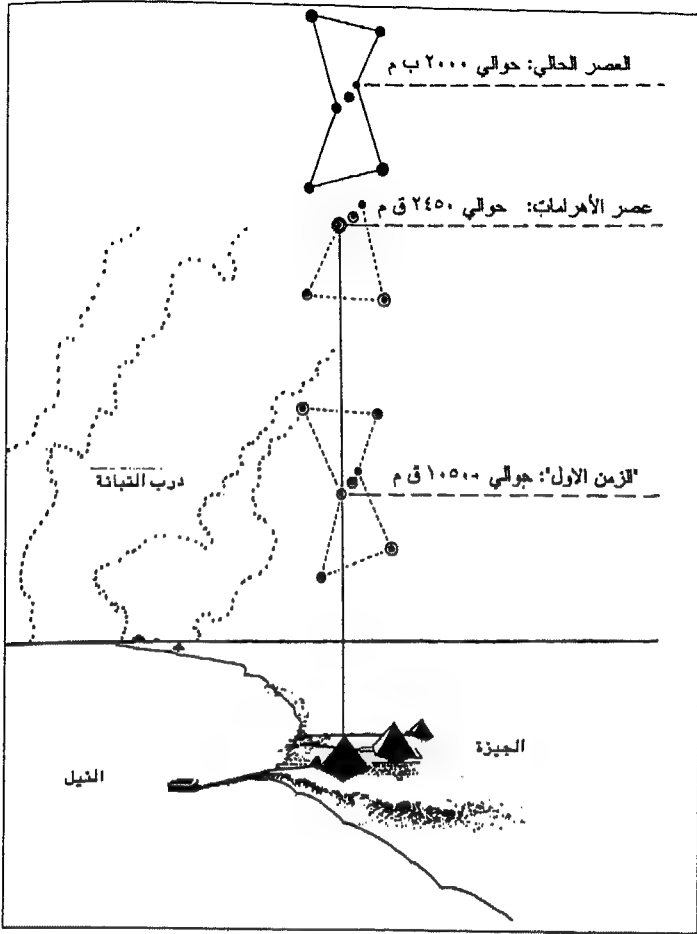 العصر الحالي: حوالي ٢٠٠٠ ب م
عصر الأهرامات: حوالي ٢٤٥٠ ق م
درب التبانة
"الزمن الاول": حوالي ١٠٥٠٠ ق م
الجيزة
النيل